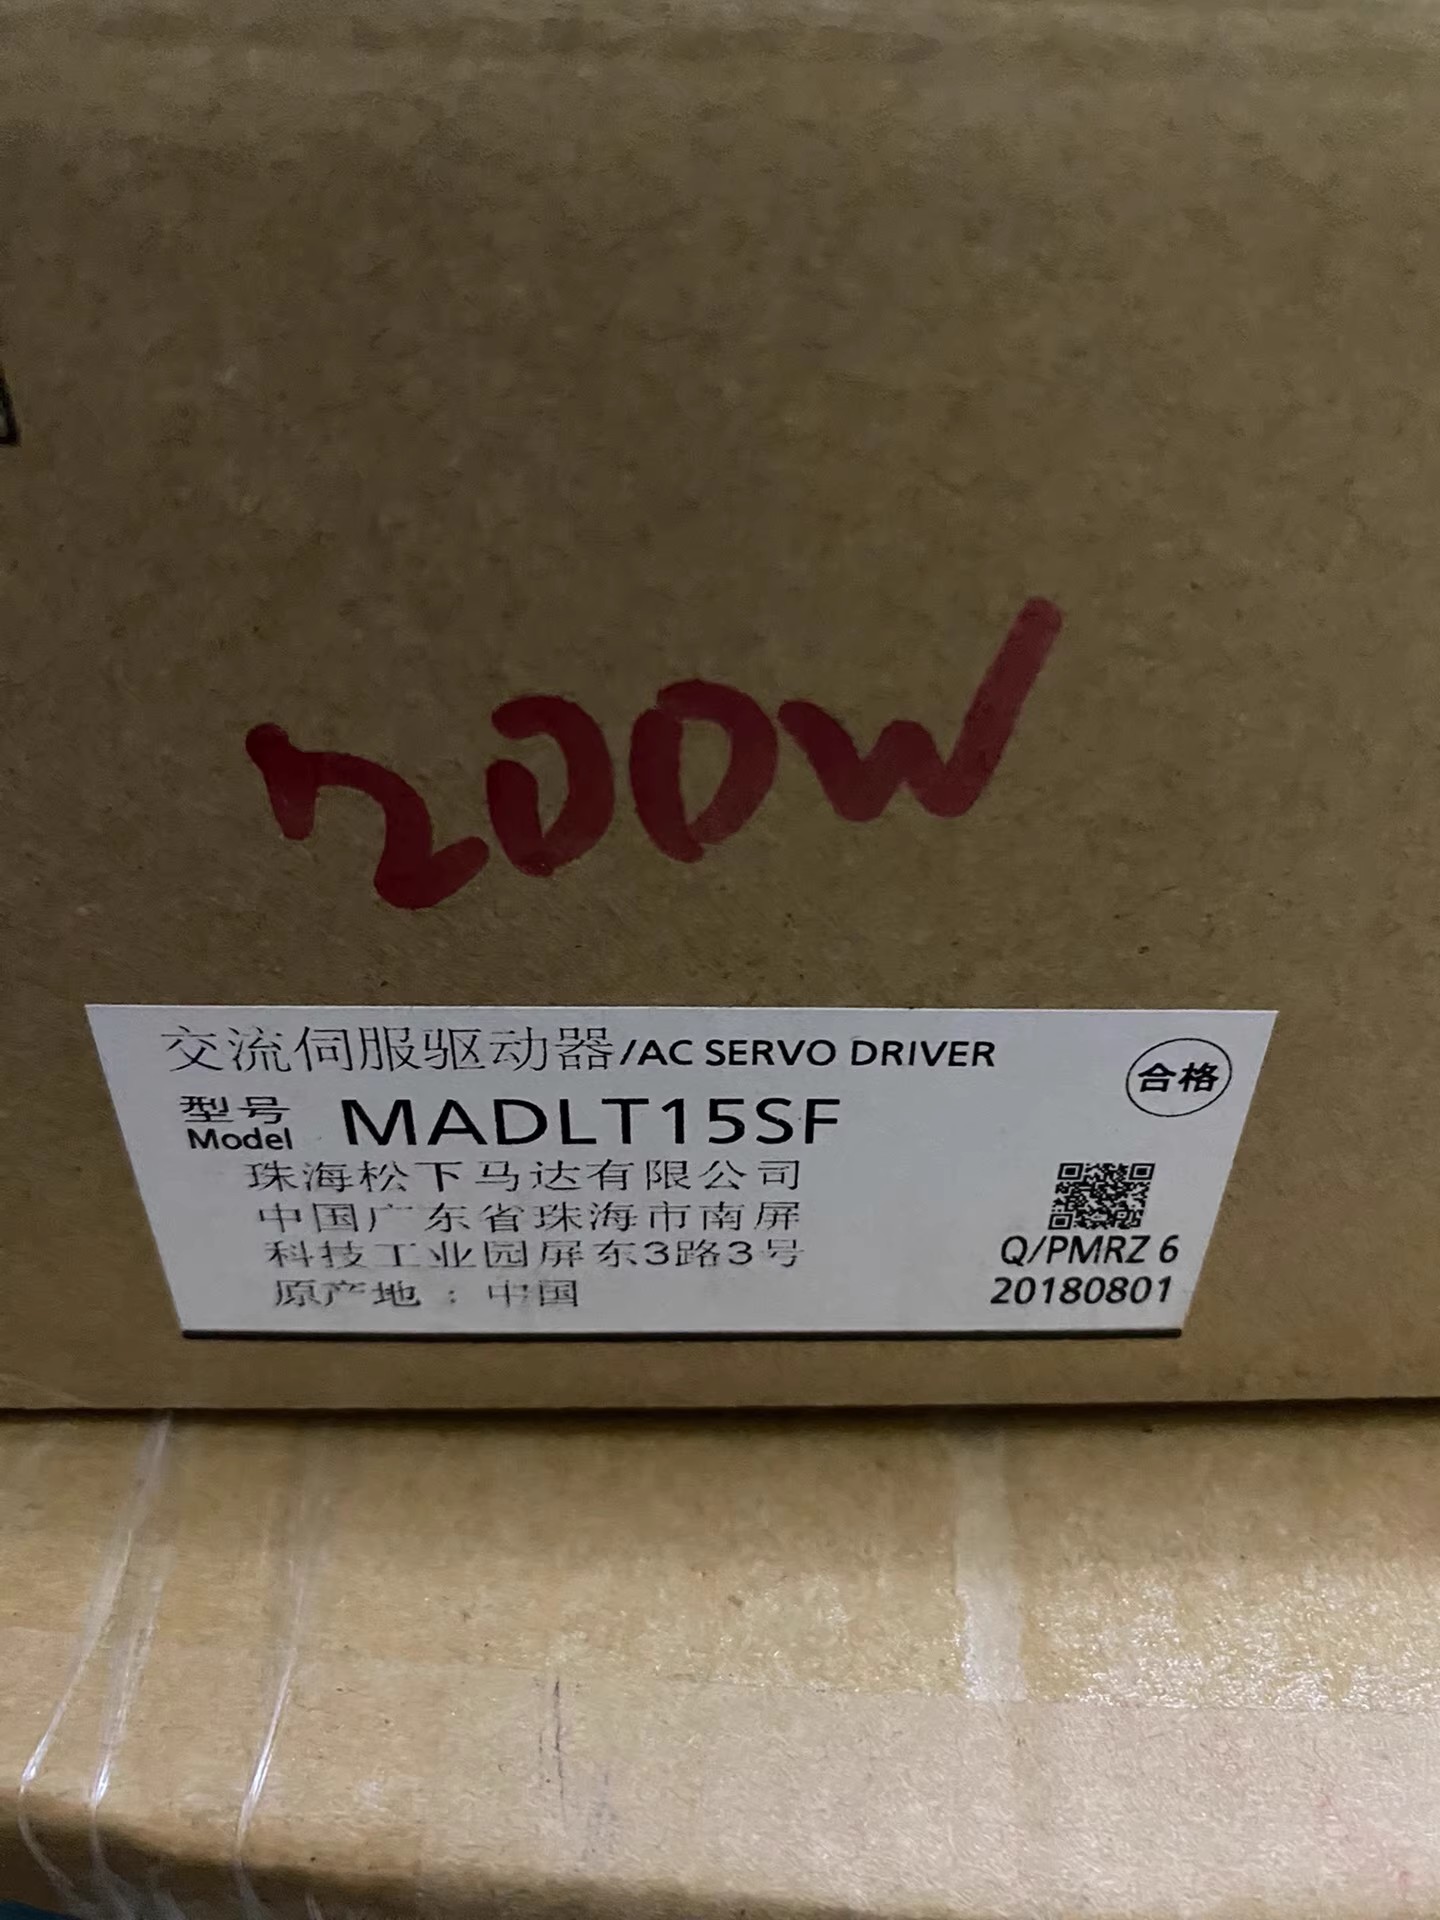 200W
交流伺服驱动器/AC SERVO DRIVER
合格
型号 MADLT15SF
Model
珠海松下马达有限公司
中国广东省珠海市南屏
科技工业园屏东3路3号
原产地：中国
Q/PMRZ 6
20180801